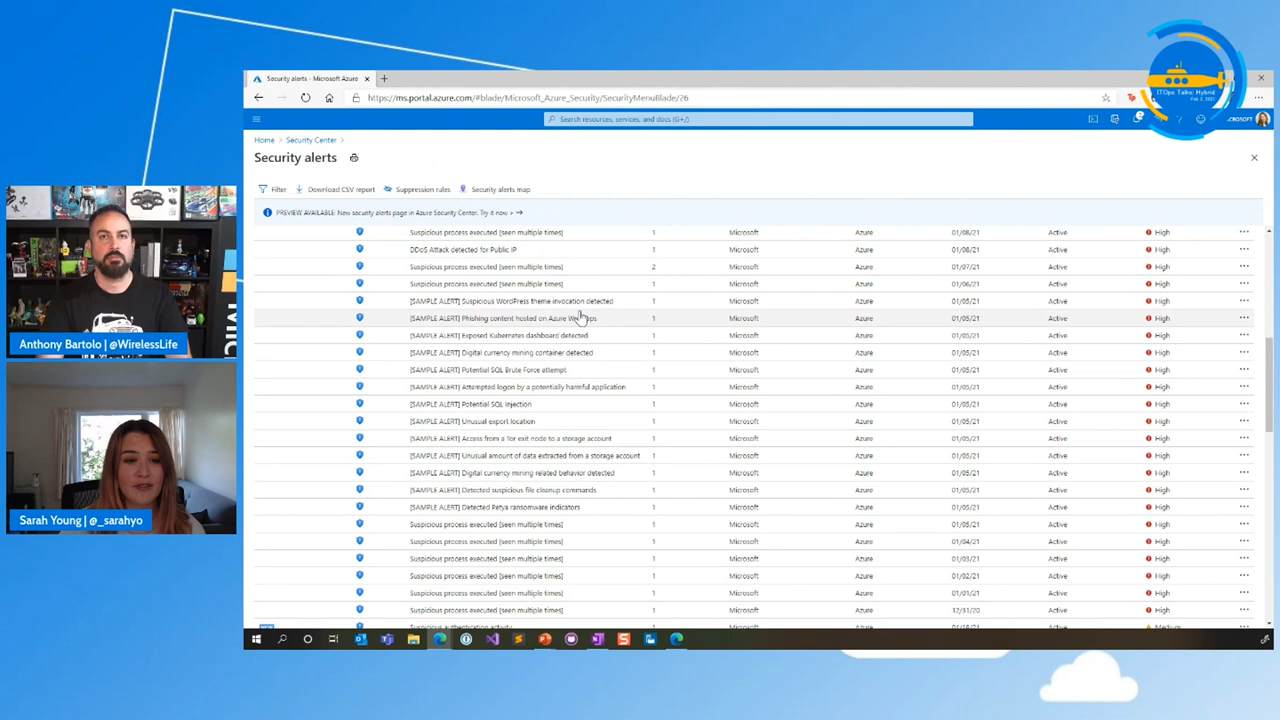 ITOps Talks: Hybrid
Feb 2, 2021
Security alerts - Microsoft Azure
https://ms.portal.azure.com/#blade/Microsoft_Azure_Security/SecurityMenuBlade/26
Search resources, services, and docs (G+/)
Home > Security Center >
Security alerts
Filter Download CSV report Suppression rules Security alerts map
PREVIEW AVAILABLE: New security alerts page in Azure Security Center. Try it now >
Suspicious process executed [seen multiple times] 1 Microsoft Azure 01/08/21 Active High
DDoS Attack detected for Public IP 1 Microsoft Azure 01/08/21 Active High
Suspicious process executed [seen multiple times] 2 Microsoft Azure 01/07/21 Active High
Suspicious process executed [seen multiple times] 1 Microsoft Azure 01/06/21 Active High
[SAMPLE ALERT] Suspicious WordPress theme invocation detected 1 Microsoft Azure 01/05/21 Active High
[SAMPLE ALERT] Phishing content hosted on Azure 1 Microsoft Azure 01/05/21 Active High
[SAMPLE ALERT] Exposed Kubernetes dashboard detected 1 Microsoft Azure 01/05/21 Active High
[SAMPLE ALERT] Digital currency mining container detected 1 Microsoft Azure 01/05/21 Active High
[SAMPLE ALERT] Potential SQL Brute Force attempt 1 Microsoft Azure 01/05/21 Active High
[SAMPLE ALERT] Attempted logon by a potentially harmful application 1 Microsoft Azure 01/05/21 Active High
[SAMPLE ALERT] Potential SQL Injection 1 Microsoft Azure 01/05/21 Active High
[SAMPLE ALERT] Unusual export location 1 Microsoft Azure 01/05/21 Active High
[SAMPLE ALERT] Access from a Tor exit node to a storage account 1 Microsoft Azure 01/05/21 Active High
[SAMPLE ALERT] Unusual amount of data extracted from a storage account 1 Microsoft Azure 01/05/21 Active High
[SAMPLE ALERT] Digital currency mining related behavior detected 1 Microsoft Azure 01/05/21 Active High
[SAMPLE ALERT] Detected suspicious file cleanup commands 1 Microsoft Azure 01/05/21 Active High
[SAMPLE ALERT] Detected Petya ransomware indicators 1 Microsoft Azure 01/05/21 Active High
Suspicious process executed [seen multiple times] 1 Microsoft Azure 01/05/21 Active High
Suspicious process executed [seen multiple times] 1 Microsoft Azure 01/04/21 Active High
Suspicious process executed [seen multiple times] 1 Microsoft Azure 01/03/21 Active High
Suspicious process executed [seen multiple times] 1 Microsoft Azure 01/02/21 Active High
Suspicious process executed [seen multiple times] 1 Microsoft Azure 01/01/21 Active High
Suspicious process executed [seen multiple times] 1 Microsoft Azure 12/31/20 Active High
Suspicious authentication activity Medium
Anthony Bartolo | @WirelessLife
Sarah Young | @_sarahyo